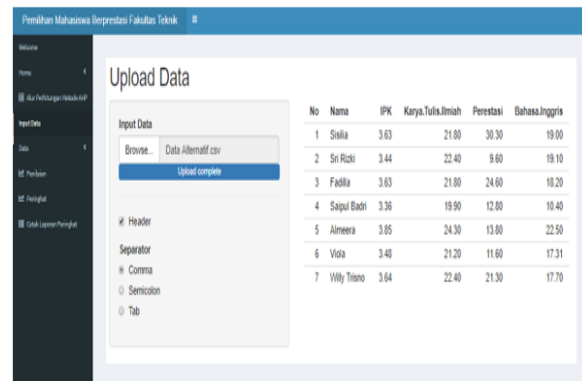 Pemilihan Mahasiswa Berprestasi Fakultas Teknik
Welcome
Home
Alur Perhitungan Metode AHP
Input Data
Data
Penilaian
Peringkat
Cetak Laporan Peringkat
Upload Data
Input Data
Browse... Data Alternatif.csv
Upload complete
Header
Separator
Comma
Semicolon
Tab
No Nama IPK Karya.Tulis.Ilmiah Perestasi Bahasa.Inggris
1 Sisilia 3.63 21.80 30.30 19.00
2 Sri Rizki 3.44 22.40 9.60 19.10
3 Fadilla 3.63 21.80 24.60 18.20
4 Saipul Badri 3.36 19.90 12.80 10.40
5 Almeera 3.85 24.30 13.80 22.50
6 Viola 3.48 21.20 11.60 17.31
7 Willy Trisno 3.64 22.40 21.30 17.70